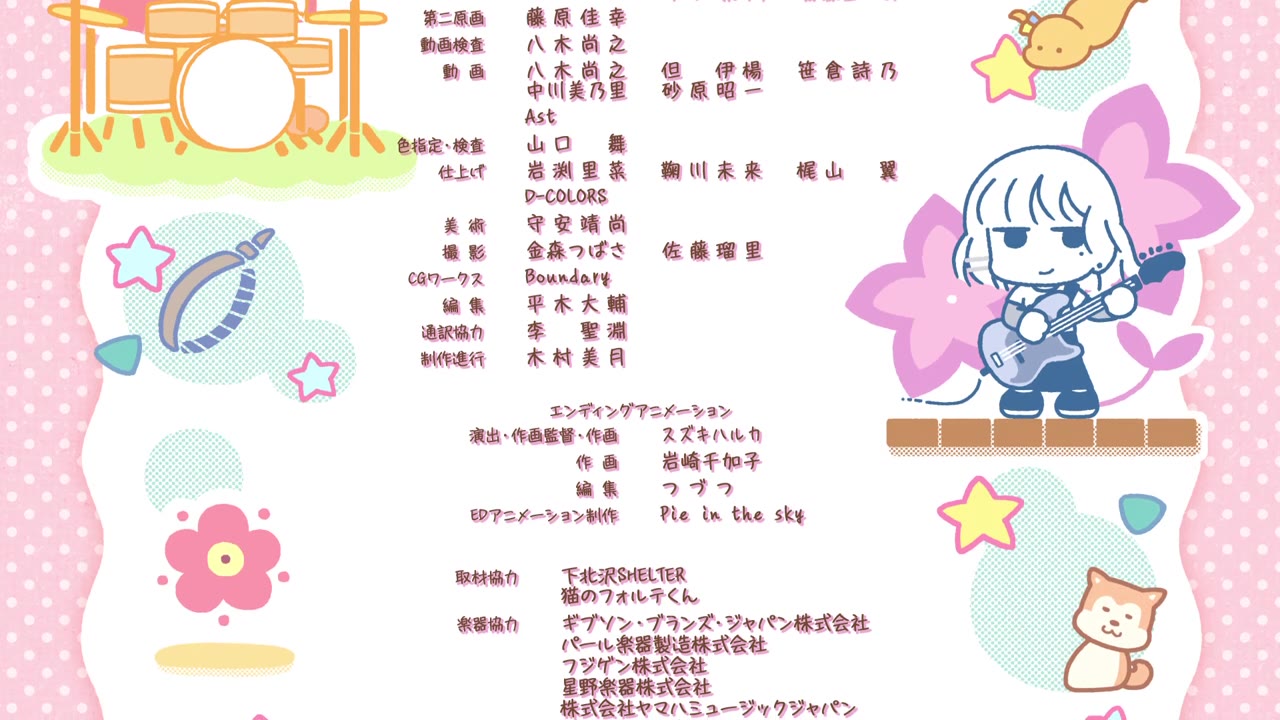 第二原画 藤原佳幸
動画検査 八木尚之
動画 八木尚之 但 伊楊 笹倉詩乃
中川美乃里 砂原昭一
Ast
色指定・検査 山口 舞
仕上げ 岩渕里菜 鞠川未来 梶山 翼
D-COLORS
美術 守安靖尚
撮影 金森つばさ 佐藤瑠里
CGワークス Boundary
編集 平木大輔
通訳協力 李 聖淵
制作進行 木村美月
エンディングアニメーション
演出・作画監督・作画 スズキハルカ
作画 岩崎千加子
編集 つづつ
EDアニメーション制作 Pie in the sky
取材協力 下北沢SHELTER
猫のフォルテくん
楽器協力 ギブソン・ブランズ・ジャパン株式会社
パール楽器製造株式会社
フジゲン株式会社
星野楽器株式会社
株式会社ヤマハミュージックジャパン